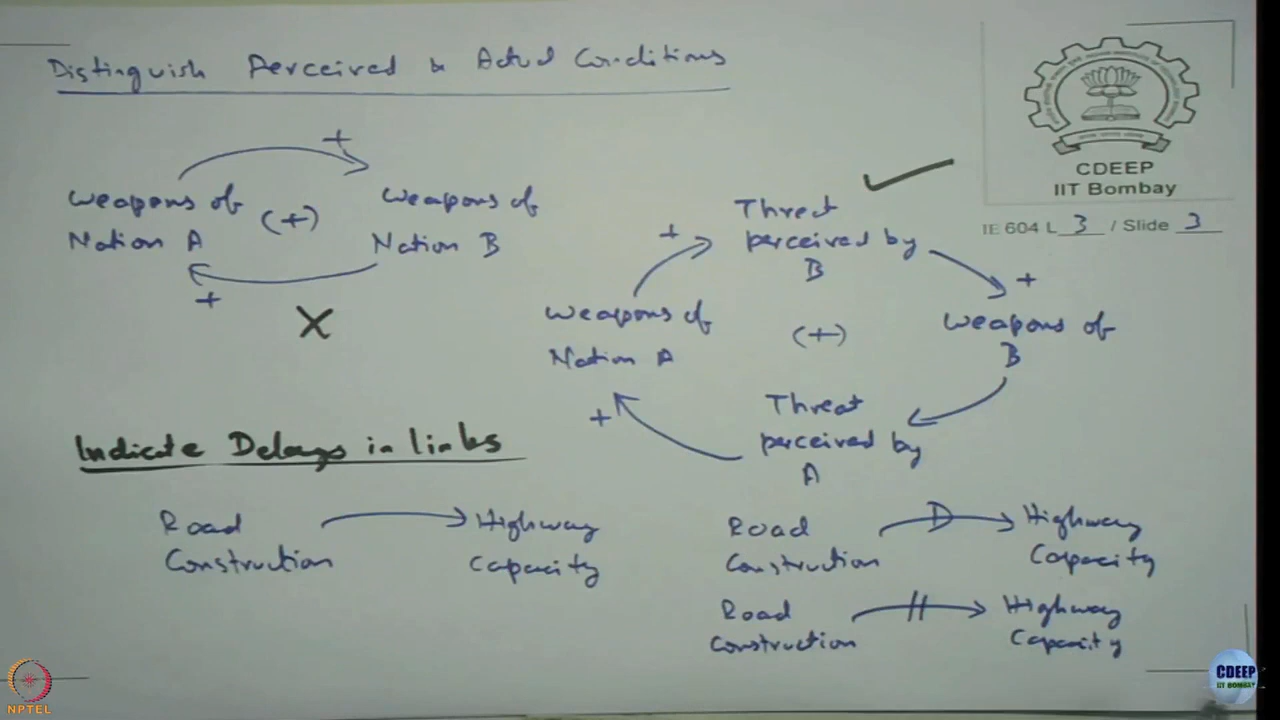 Distinguish Perceived & Actual Conditions
+
Weapons of
Nation A
(+)
Weapons of
Nation B
+
X
Threat
perceived by
B
+
+
Weapons of
Nation A
(+)
Weapons of
B
Threat
perceived by
A
+
Indicate Delays in links
Road
Construction
Highway
Capacity
Road
Construction
D
Highway
Capacity
Road
Construction
Highway
Capacity
CDEEP
IIT Bombay
IE 604 L 3 / Slide 3
NPTEL
CDEEP
IIT BOMBAY